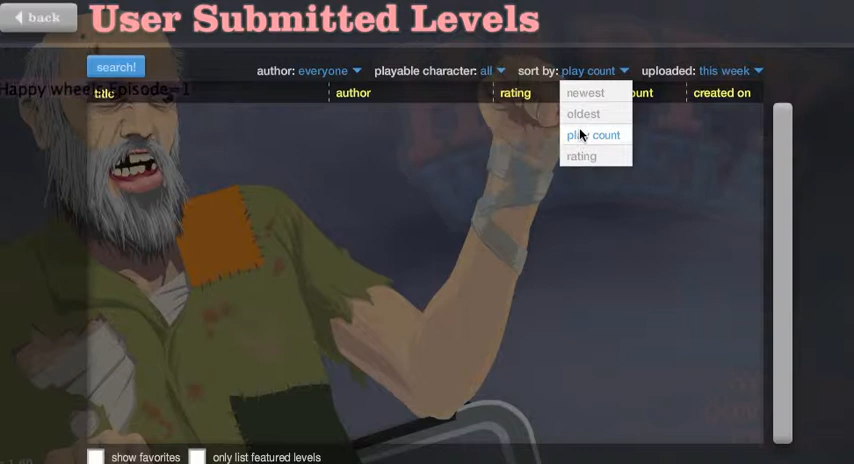 back
User Submitted Levels
search!
author: everyone
playable character: all
sort by: play count
uploaded: this week
Happy wheels Episode=1
title
author
rating
ount
created on
newest
oldest
play count
rating
show favorites
only list featured levels